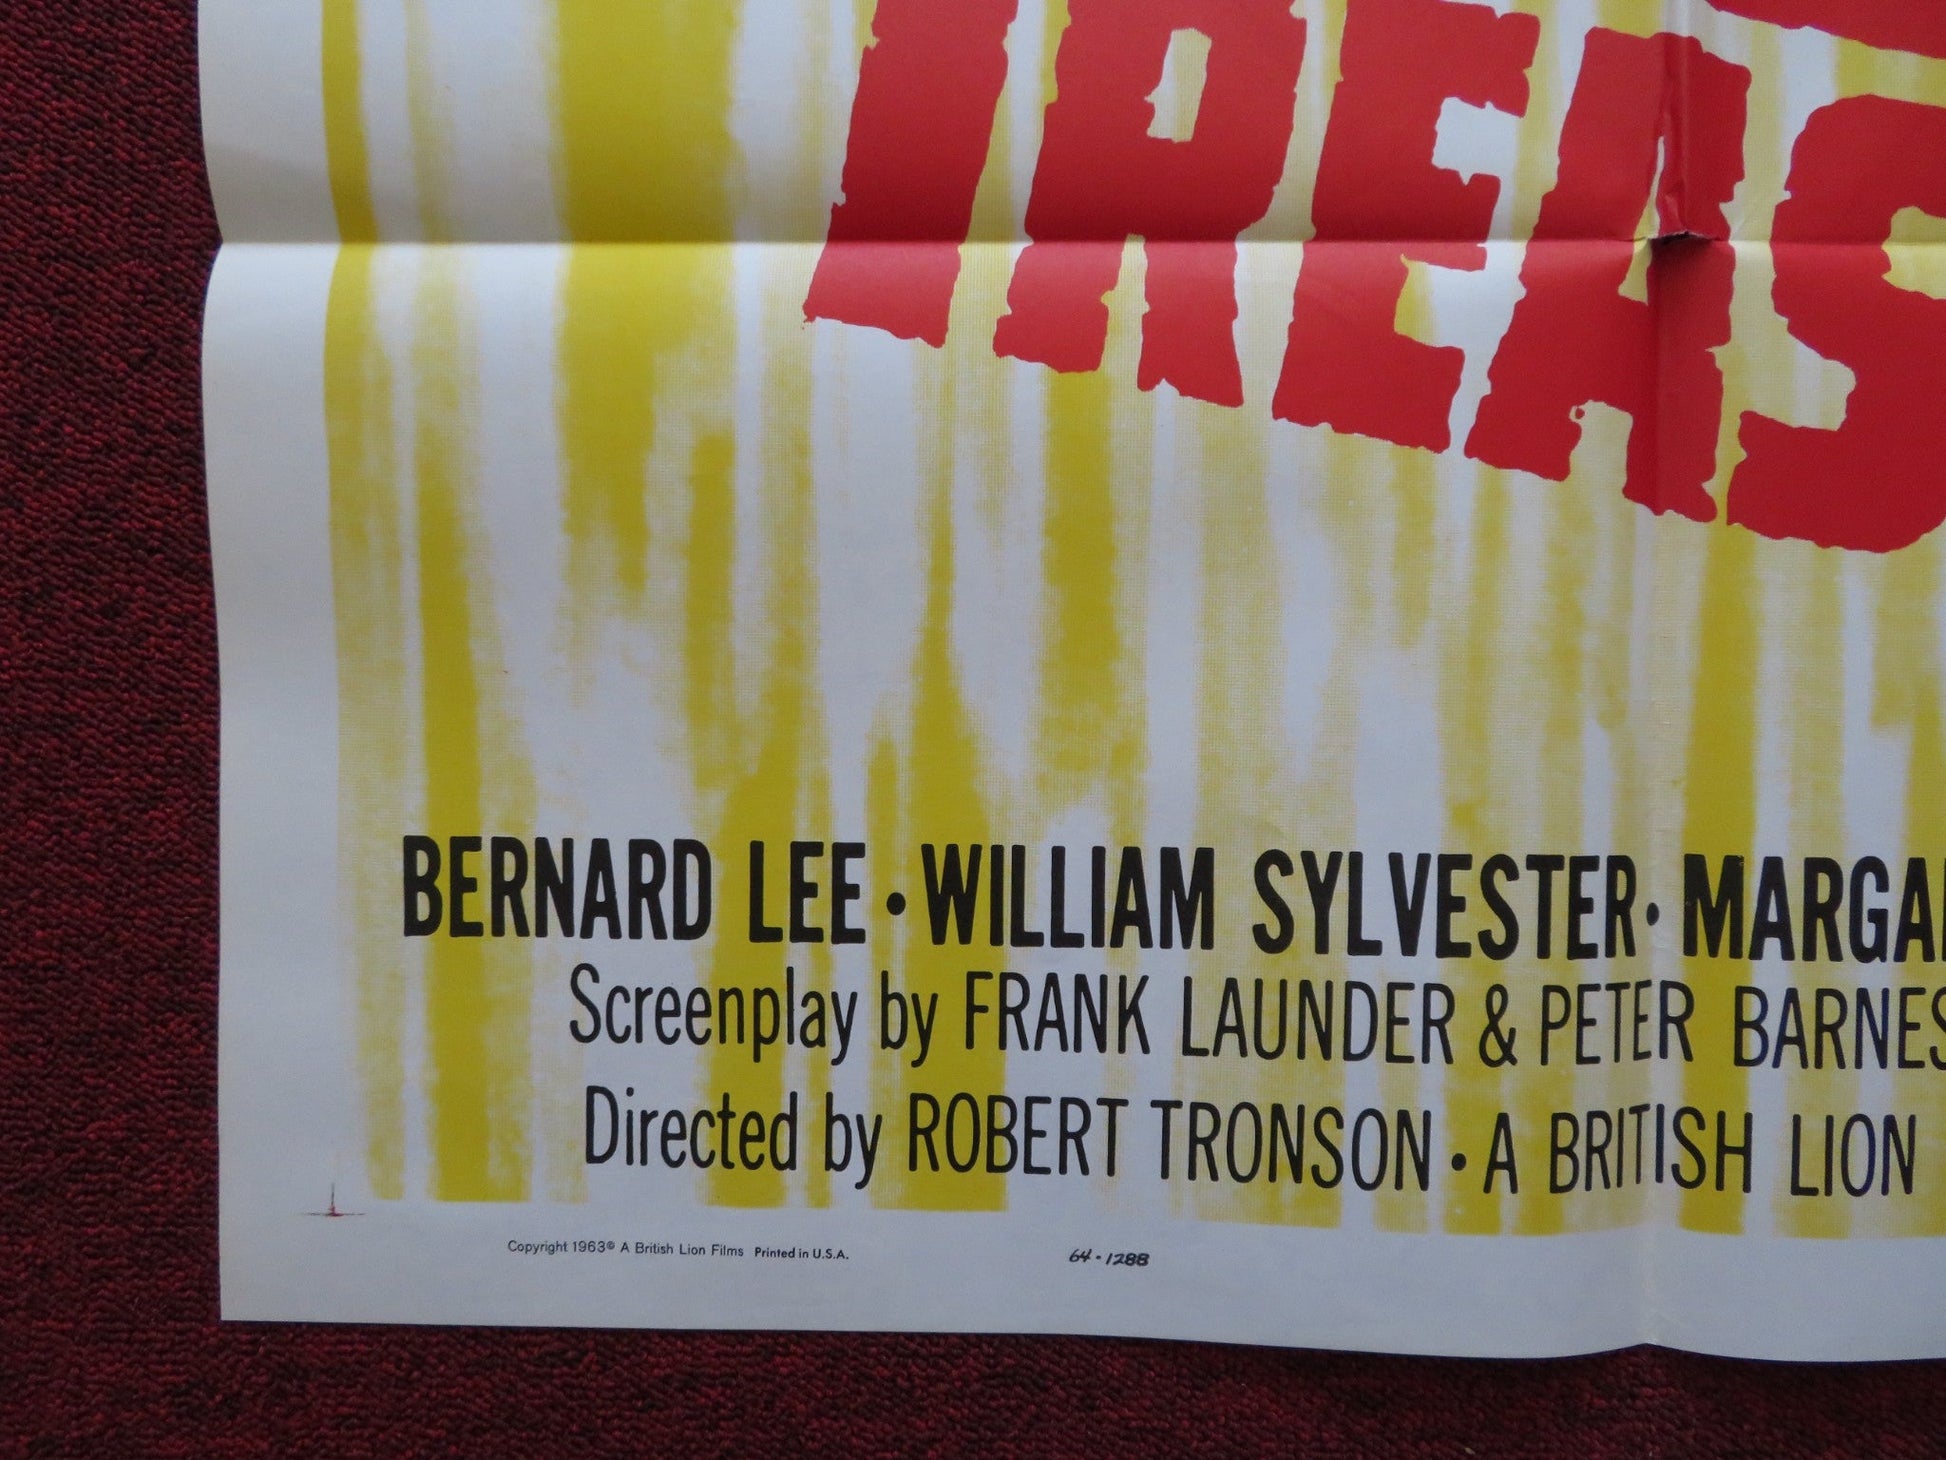 TREAS
BERNARD LEE • WILLIAM SYLVESTER • MARGA
Screenplay by FRANK LAUNDER & PETER BARNES
Directed by ROBERT TRONSON • A BRITISH LION
Copyright 1963© A British Lion Films Printed in U.S.A.
64 • 1288